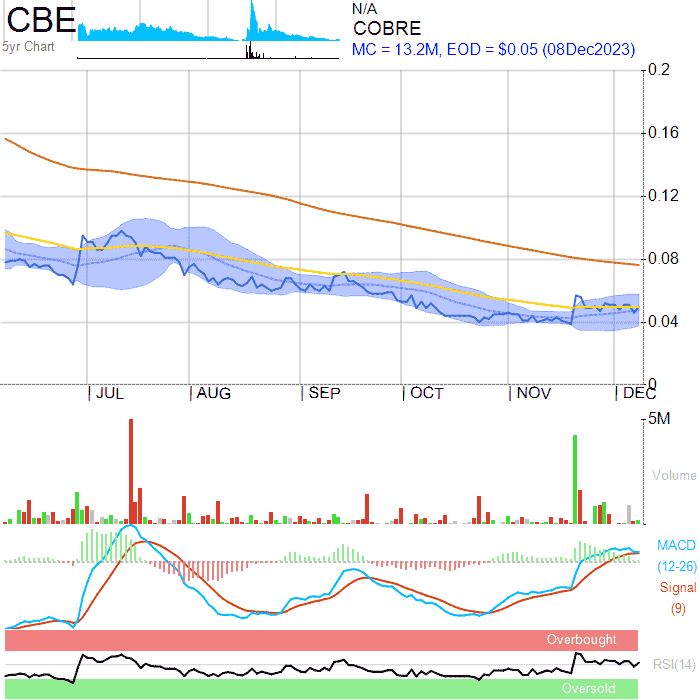 CBE
5yr Chart
N/A
COBRE
MC = 13.2M, EOD = $0.05 (08Dec2023)
0.2
0.16
0.12
0.08
0.04
0
JUL AUG SEP OCT NOV DEC
5M
Volume
MACD
(12-26)
Signal
(9)
Overbought
RSI(14)
Oversold